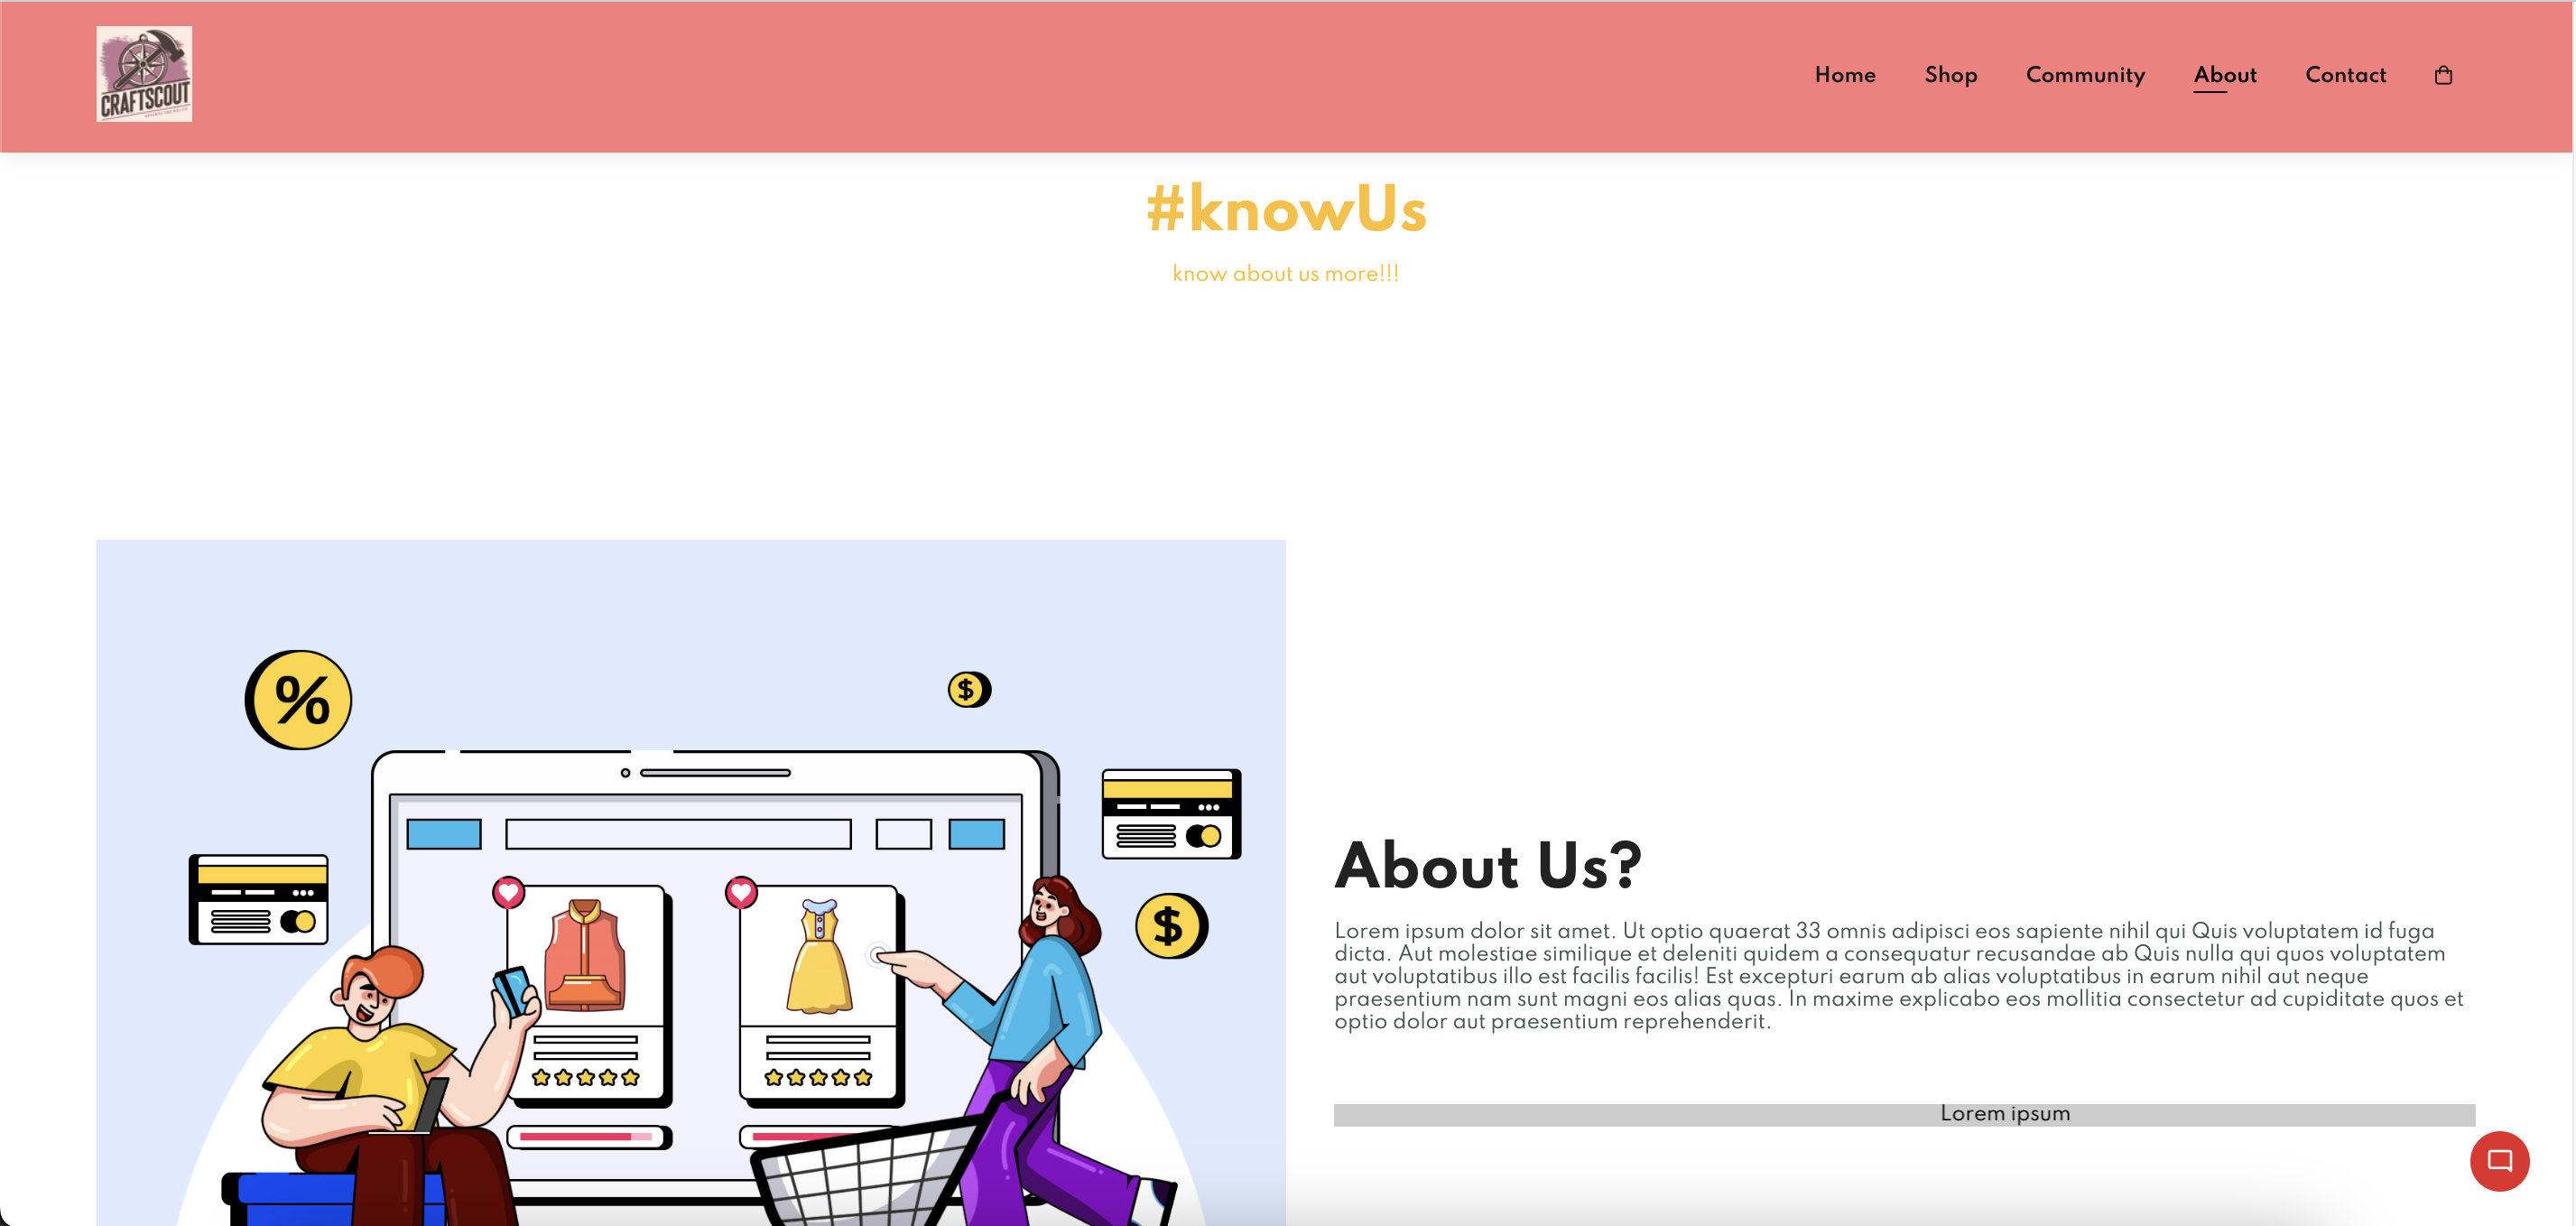 CRAFTSCOUT
Home Shop Community About Contact
#knowUs
know about us more!!!
%
$
$
About Us?
Lorem ipsum dolor sit amet. Ut optio quaerat 33 omnis adipisci eos sapiente nihil qui Quis voluptatem id fuga
dicta. Aut molestiae similique et deleniti quidem a consequatur recusandae ab Quis nulla qui quos voluptatem
aut voluptatibus illo est facilis facilis! Est excepturi earum ab alias voluptatibus in earum nihil aut neque
praesentium nam sunt magni eos alias quas. In maxime explicabo eos mollitia consectetur ad cupiditate quos et
optio dolor aut praesentium reprehenderit.
Lorem ipsum